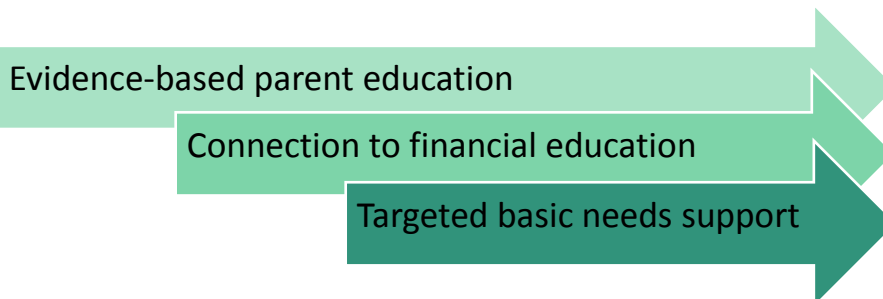 Evidence-based parent education
Connection to financial education
Targeted basic needs support